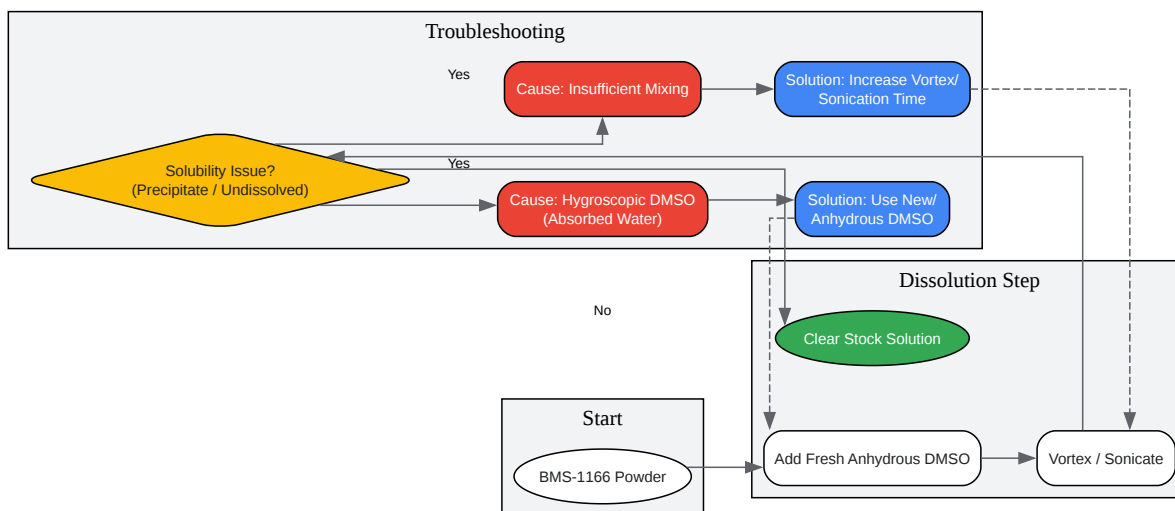 Troubleshooting
Yes
Cause: Insufficient Mixing
Solution: Increase Vortex/
Sonication Time
Solubility Issue?
(Precipitate / Undissolved)
Yes
Cause: Hygroscopic DMSO
(Absorbed Water)
Solution: Use New/
Anhydrous DMSO
Dissolution Step
No
Clear Stock Solution
Start
BMS-1166 Powder
Add Fresh Anhydrous DMSO
Vortex / Sonicate